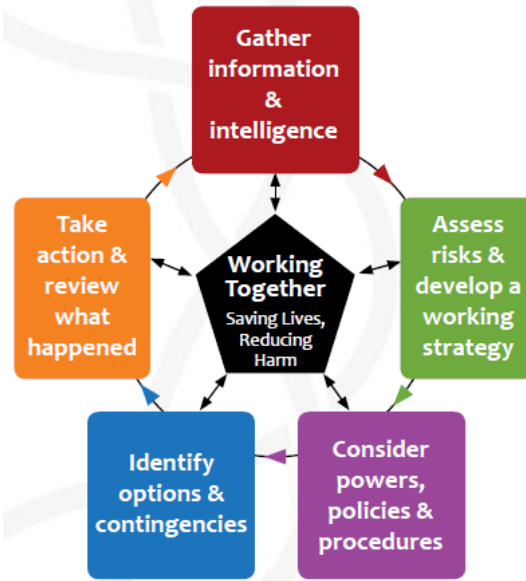 Gather
information
&
intelligence
Assess
risks &
develop a
working
strategy
Consider
powers,
policies &
procedures
Identify
options &
contingencies
Take
action &
review
what
happened
Working
Together
Saving Lives,
Reducing
Harm